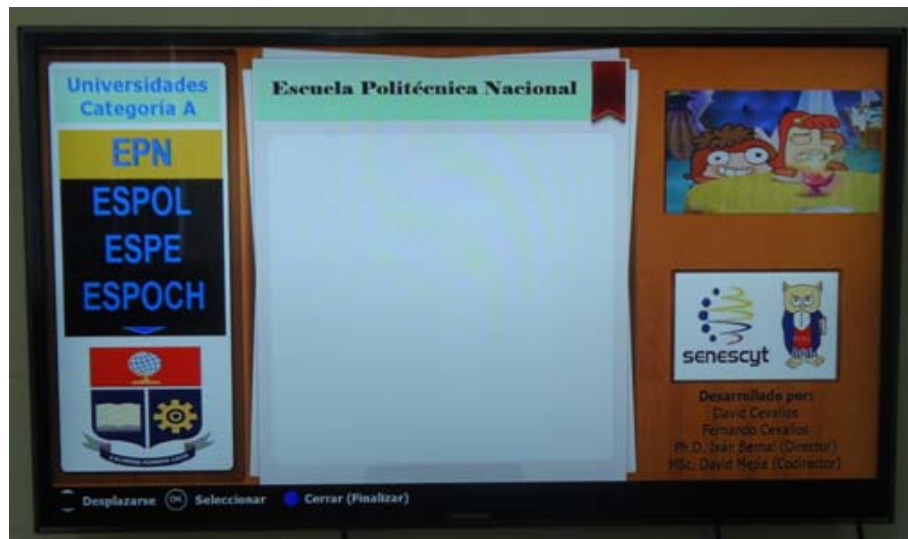 Universidades
Categoría A
EPN
ESPOL
ESPE
ESPOCH
Escuela Politécnica Nacional
senescyt
Desarrollado por:
David Cevallos
Fernando Cevallos
Ph.D. Iván Bernal (Director)
MSc. David Mejía (Codirector)
Desplazarse
OK
Seleccionar
Cerrar (Finalizar)